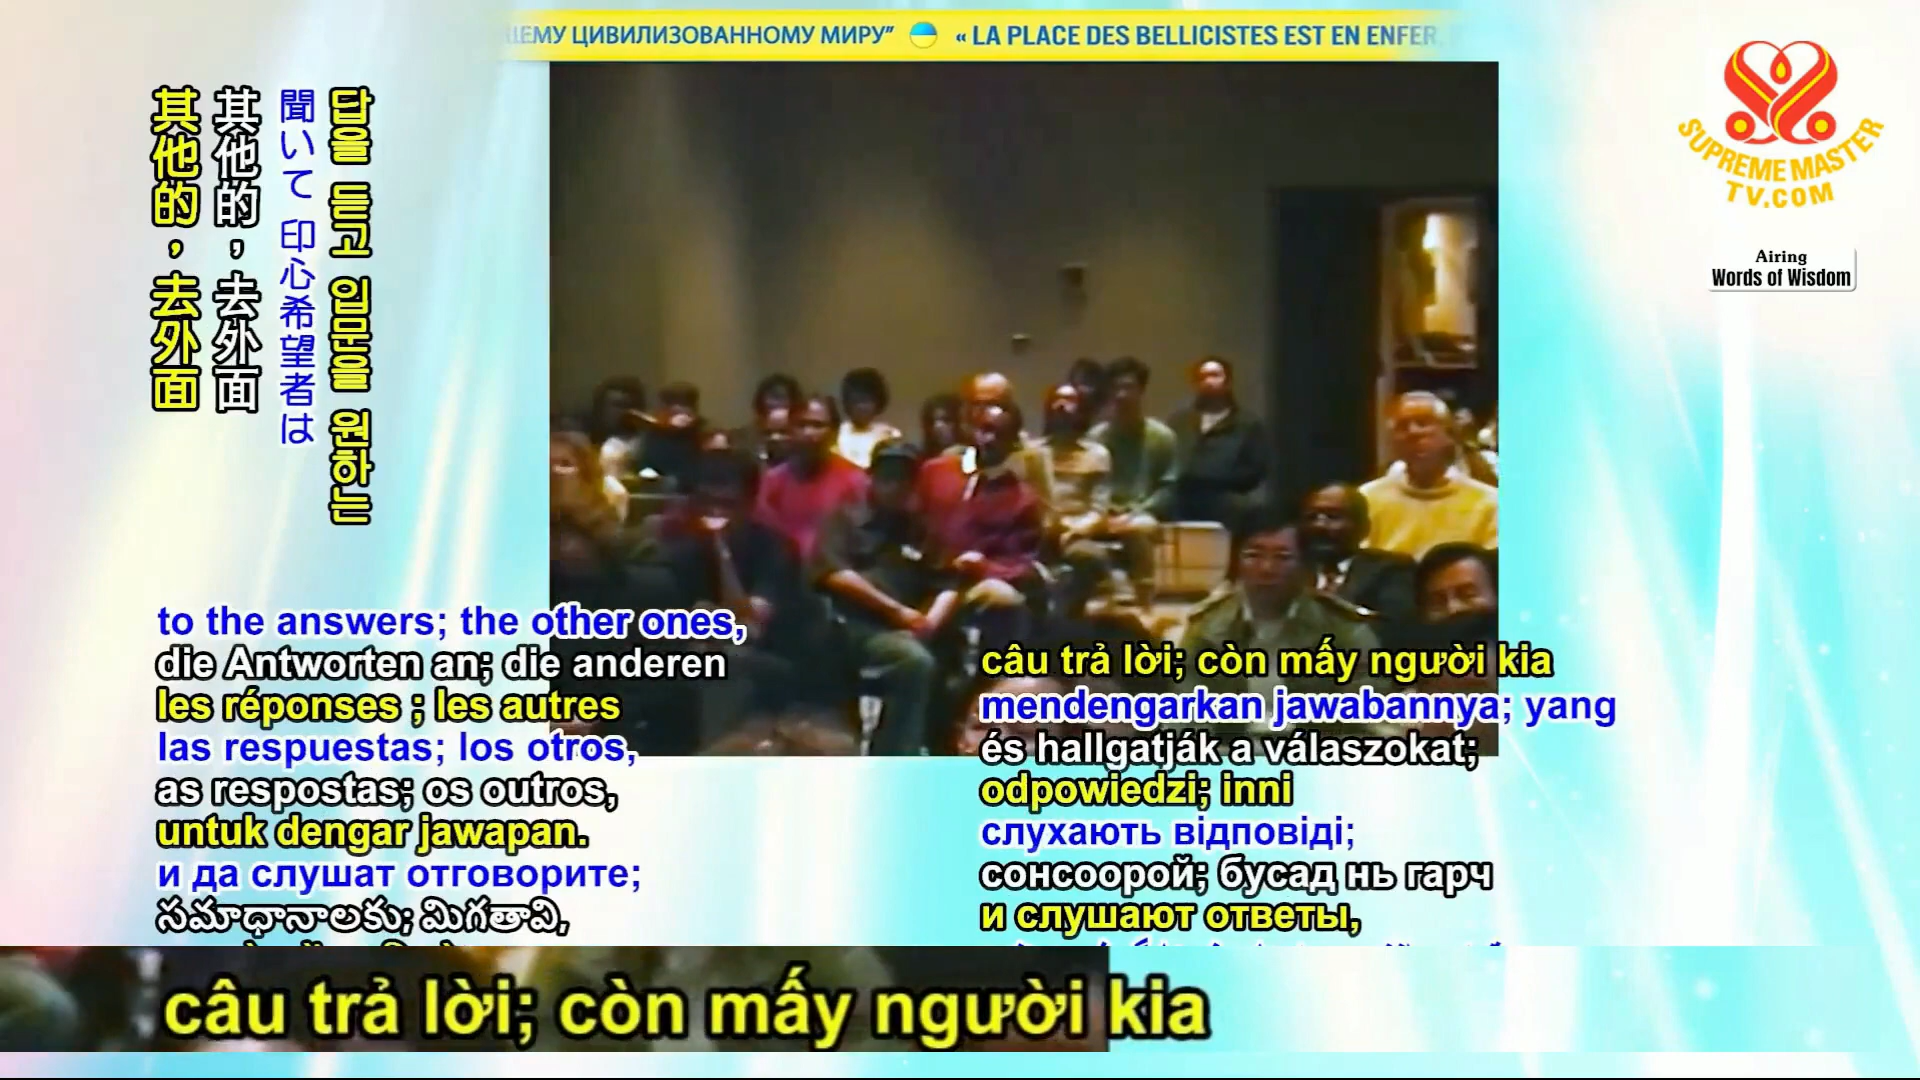 ЦИВИЛИЗОВАННОМУ МИРУ” « LA PLACE DES BELLICISTES EST EN ENFER,
SUPREME MASTER
TV.COM
Airing
Words of Wisdom
답을 듣고 입문을 원하는
聞いて 印心希望者は
其他的，去外面
其他的，去外面
to the answers; the other ones,
die Antworten an; die anderen
les réponses ; les autres
las respuestas; los otros,
as respostas; os outros,
untuk dengar jawapan.
и да слушат отговорите;
సమాధానాలకు; మిగతావి,
câu trả lời; còn mấy người kia
mendengarkan jawabannya; yang
és hallgatják a válaszokat;
odpowiedzi; inni
слухають відповіді;
сонсоорой; бусад нь гарч
и слушают ответы,
câu trả lời; còn mấy người kia